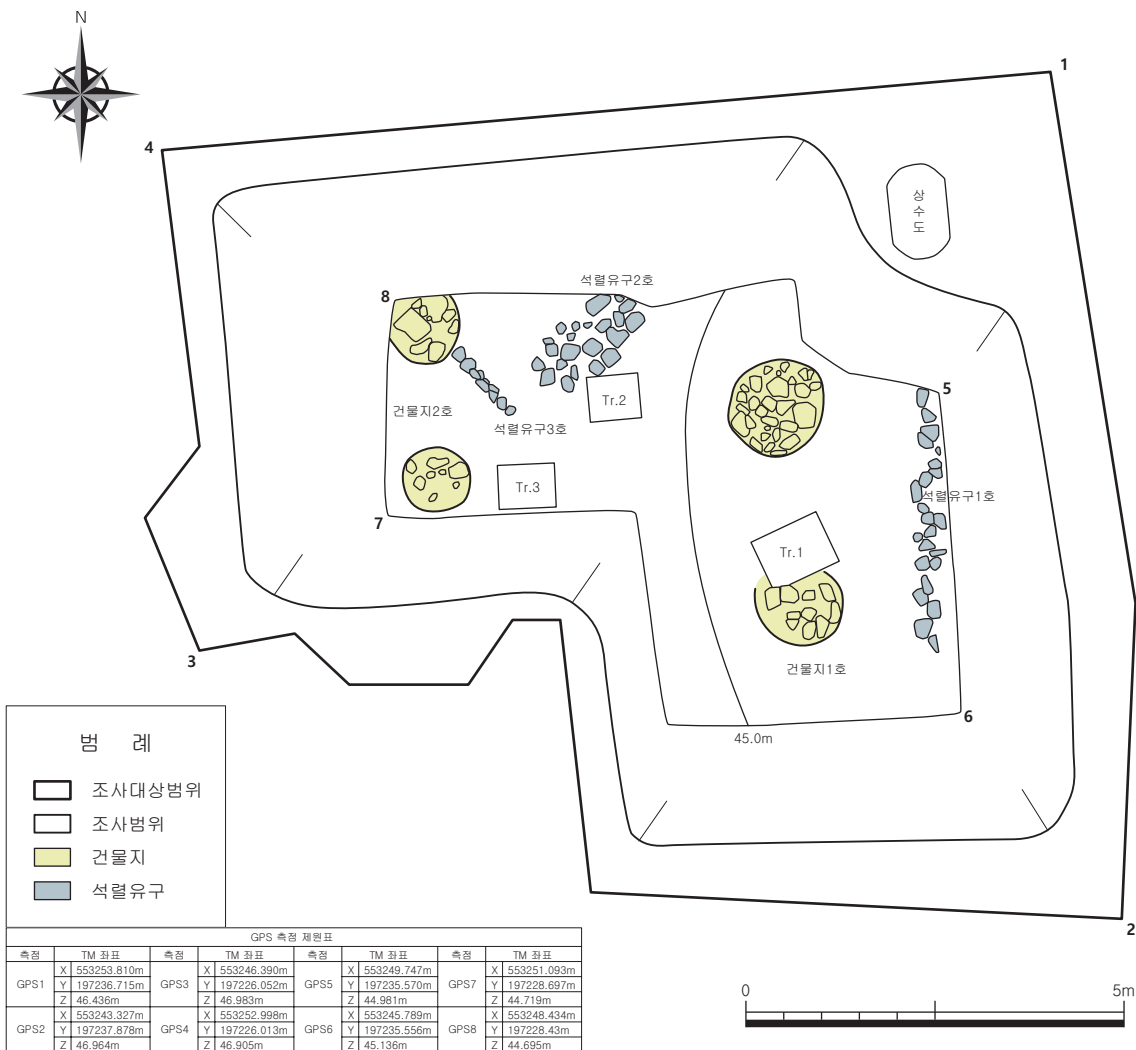 N
1
4
상수도
석렬유구2호
8
5
Tr.2
건물지2호
석렬유구3호
Tr.3
석렬유구1호
7
Tr.1
3
건물지1호
6
45.0m
범 례
조사대상범위
조사범위
건물지
석렬유구
2
GPS 측점 제원표
측점 TM 좌표 측점 TM 좌표 측점 TM 좌표 측점 TM 좌표
GPS1 X 553253.810m GPS3 X 553246.390m GPS5 X 553249.747m GPS7 X 553251.093m
Y 197236.715m Y 197226.052m Y 197235.570m Y 197228.697m
Z 46.436m Z 46.983m Z 44.981m Z 44.719m
GPS2 X 553243.327m GPS4 X 553252.998m GPS6 X 553245.789m GPS8 X 553248.434m
Y 197237.878m Y 197226.013m Y 197235.556m Y 197228.43m
Z 46.964m Z 46.905m Z 45.136m Z 44.695m
0 5m